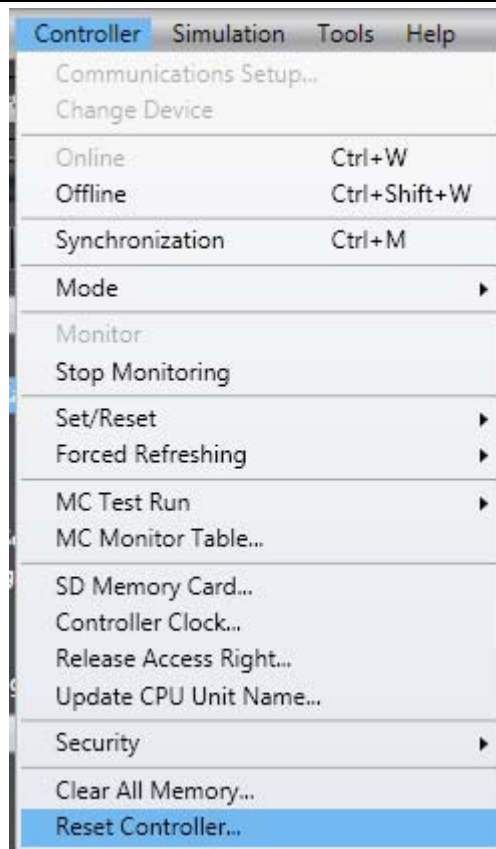 Controller Simulation Tools Help
Communications Setup...
Change Device
Online Ctrl+W
Offline Ctrl+Shift+W
Synchronization Ctrl+M
Mode
Monitor
Stop Monitoring
Set/Reset
Forced Refreshing
MC Test Run
MC Monitor Table...
SD Memory Card...
Controller Clock...
Release Access Right...
Update CPU Unit Name...
Security
Clear All Memory...
Reset Controller...